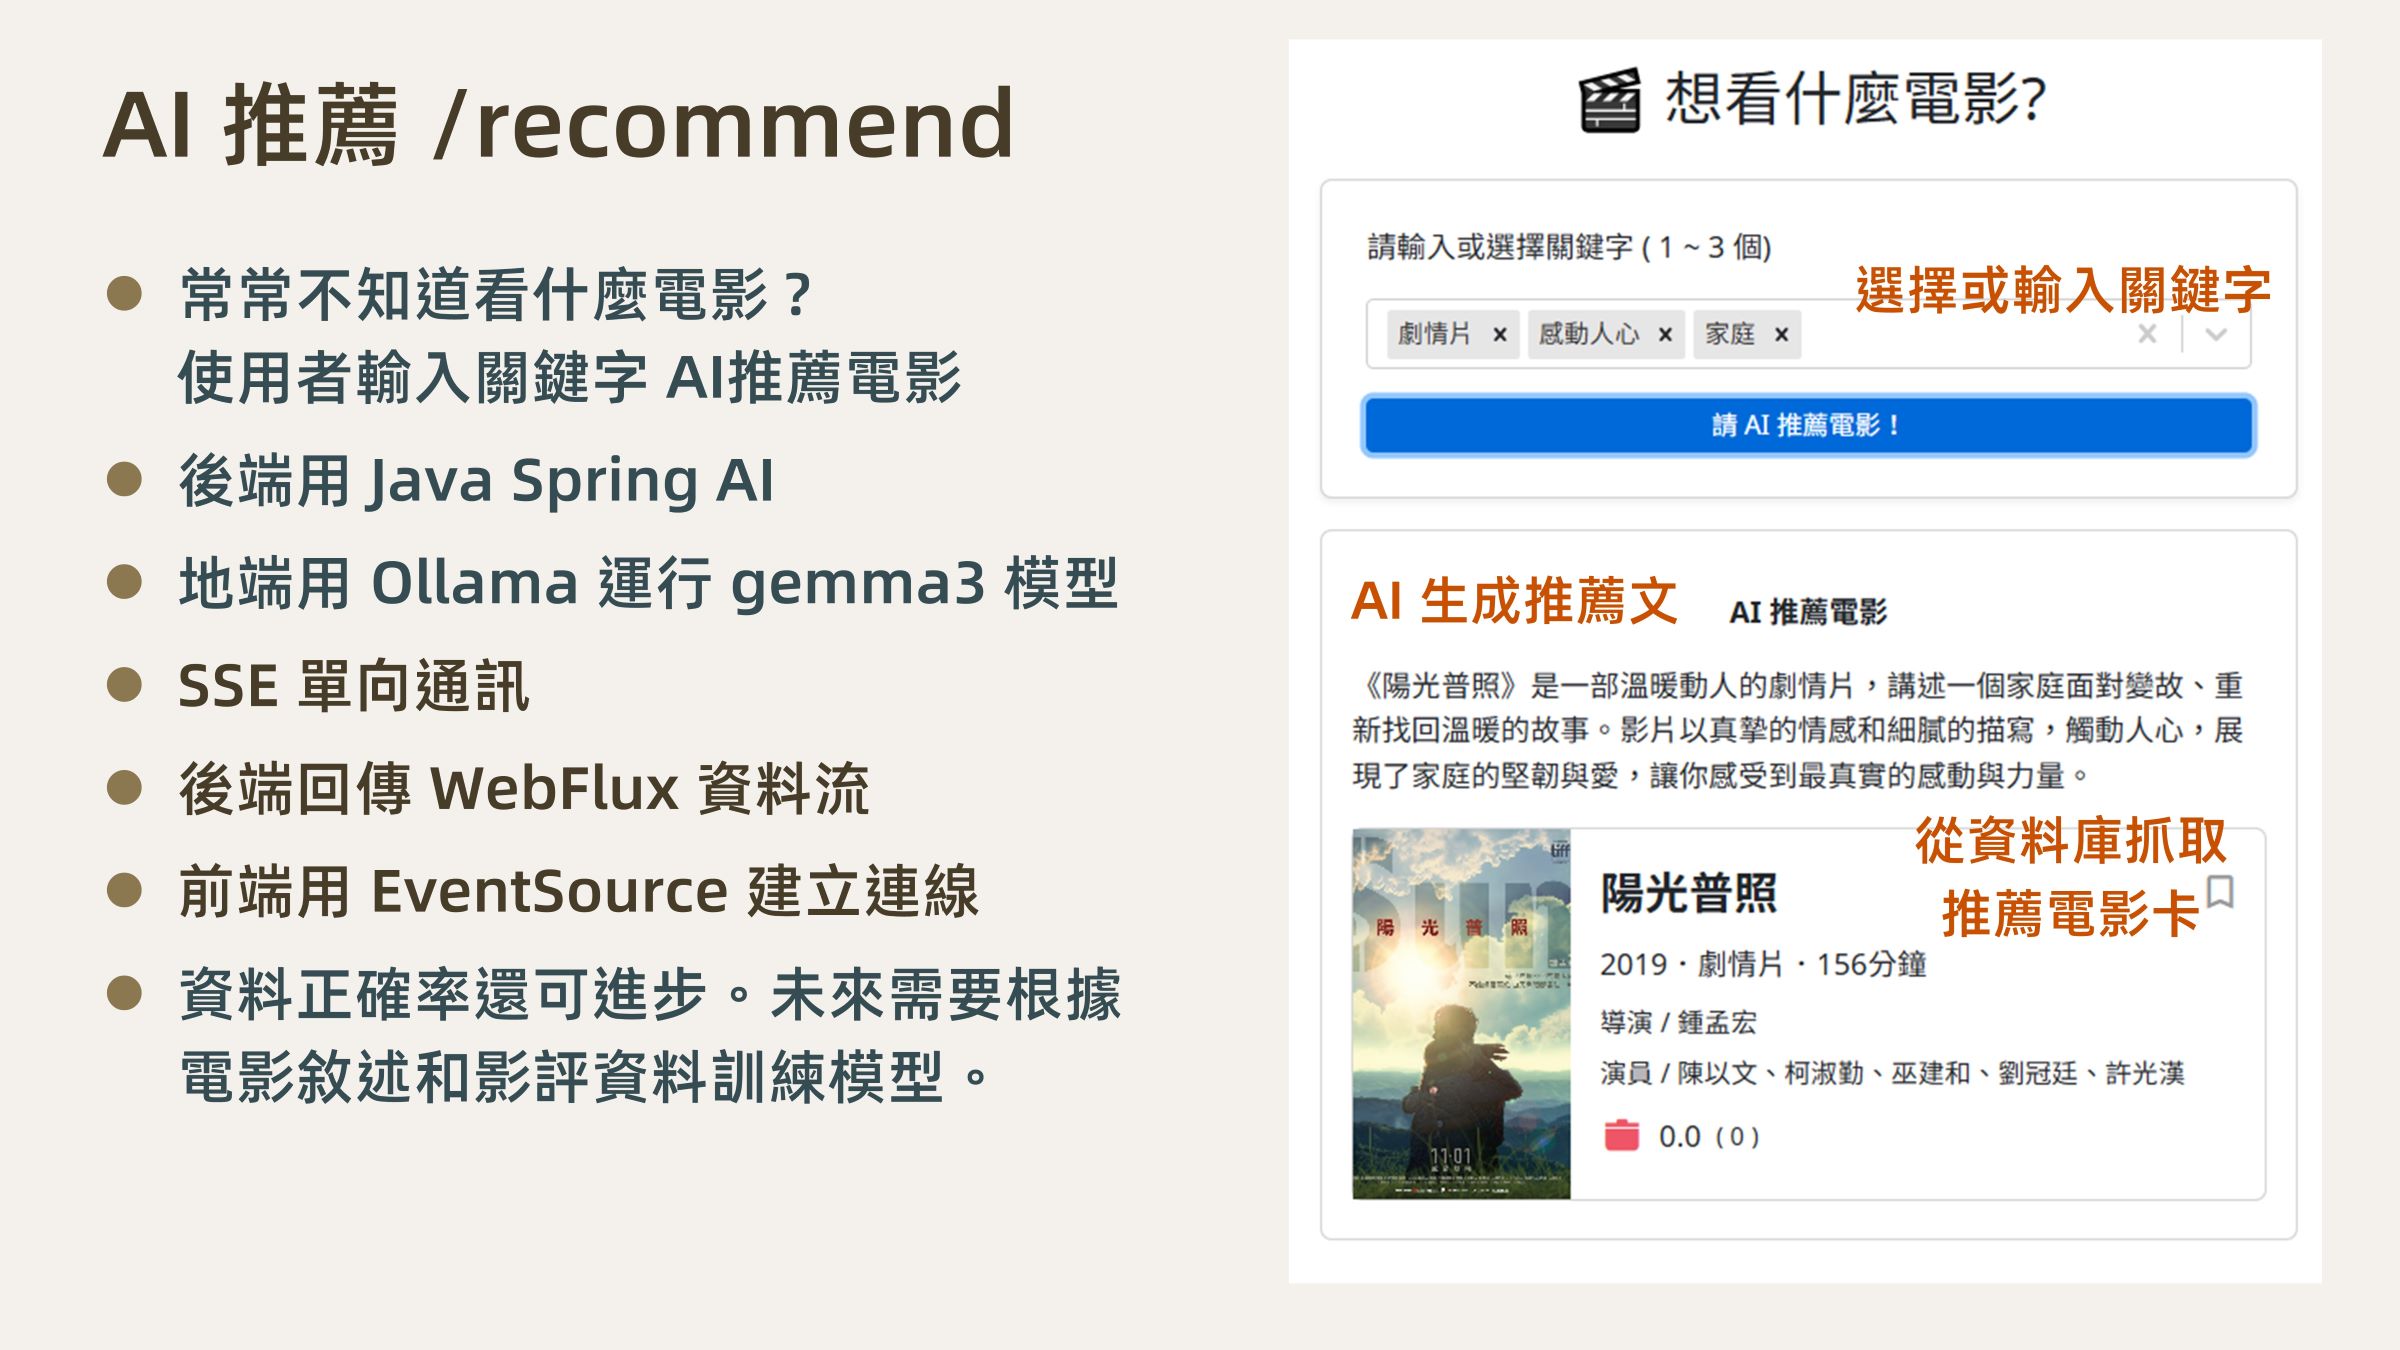 AI 推薦 /recommend
常常不知道看什麼電影？
使用者輸入關鍵字 AI推薦電影
後端用 Java Spring AI
地端用 Ollama 運行 gemma3 模型
SSE 單向通訊
後端回傳 WebFlux 資料流
前端用 EventSource 建立連線
資料正確率還可進步。未來需要根據
電影敘述和影評資料訓練模型。
想看什麼電影?
請輸入或選擇關鍵字 ( 1 ~ 3 個)
選擇或輸入關鍵字
劇情片 × 感動人心 × 家庭 ×
請 AI 推薦電影！
AI 生成推薦文
AI 推薦電影
《陽光普照》是一部溫暖動人的劇情片，講述一個家庭面對變故、重
新找回溫暖的故事。影片以真摯的情感和細膩的描寫，觸動人心，展
現了家庭的堅韌與愛，讓你感受到最真實的感動與力量。
從資料庫抓取
推薦電影卡
tiff
陽 光 普 照
11·01
陽光普照
2019・劇情片・156分鐘
導演 / 鍾孟宏
演員 / 陳以文、柯淑勤、巫建和、劉冠廷、許光漢
0.0 ( 0 )